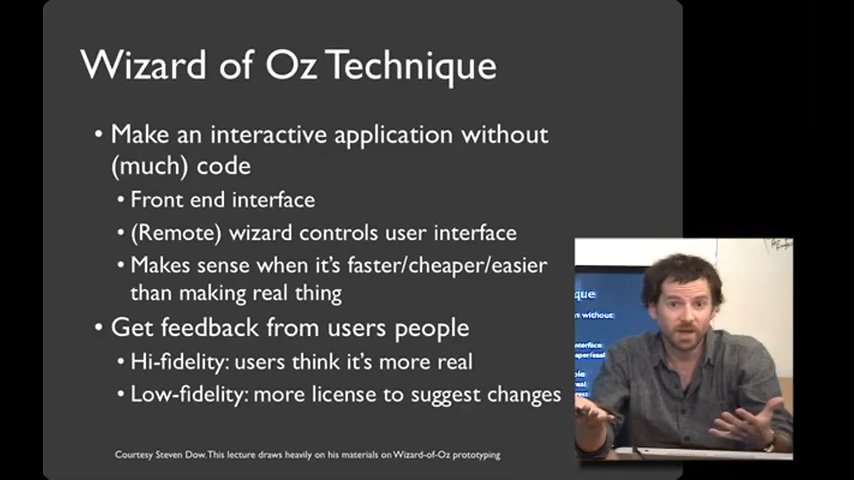 Wizard of Oz Technique
• Make an interactive application without
(much) code
• Front end interface
• (Remote) wizard controls user interface
• Makes sense when it's faster/cheaper/easier
than making real thing
• Get feedback from users people
• Hi-fidelity: users think it's more real
• Low-fidelity: more license to suggest changes
Courtesy Steven Dow. This lecture draws heavily on his materials on Wizard-of-Oz prototyping
que
without: